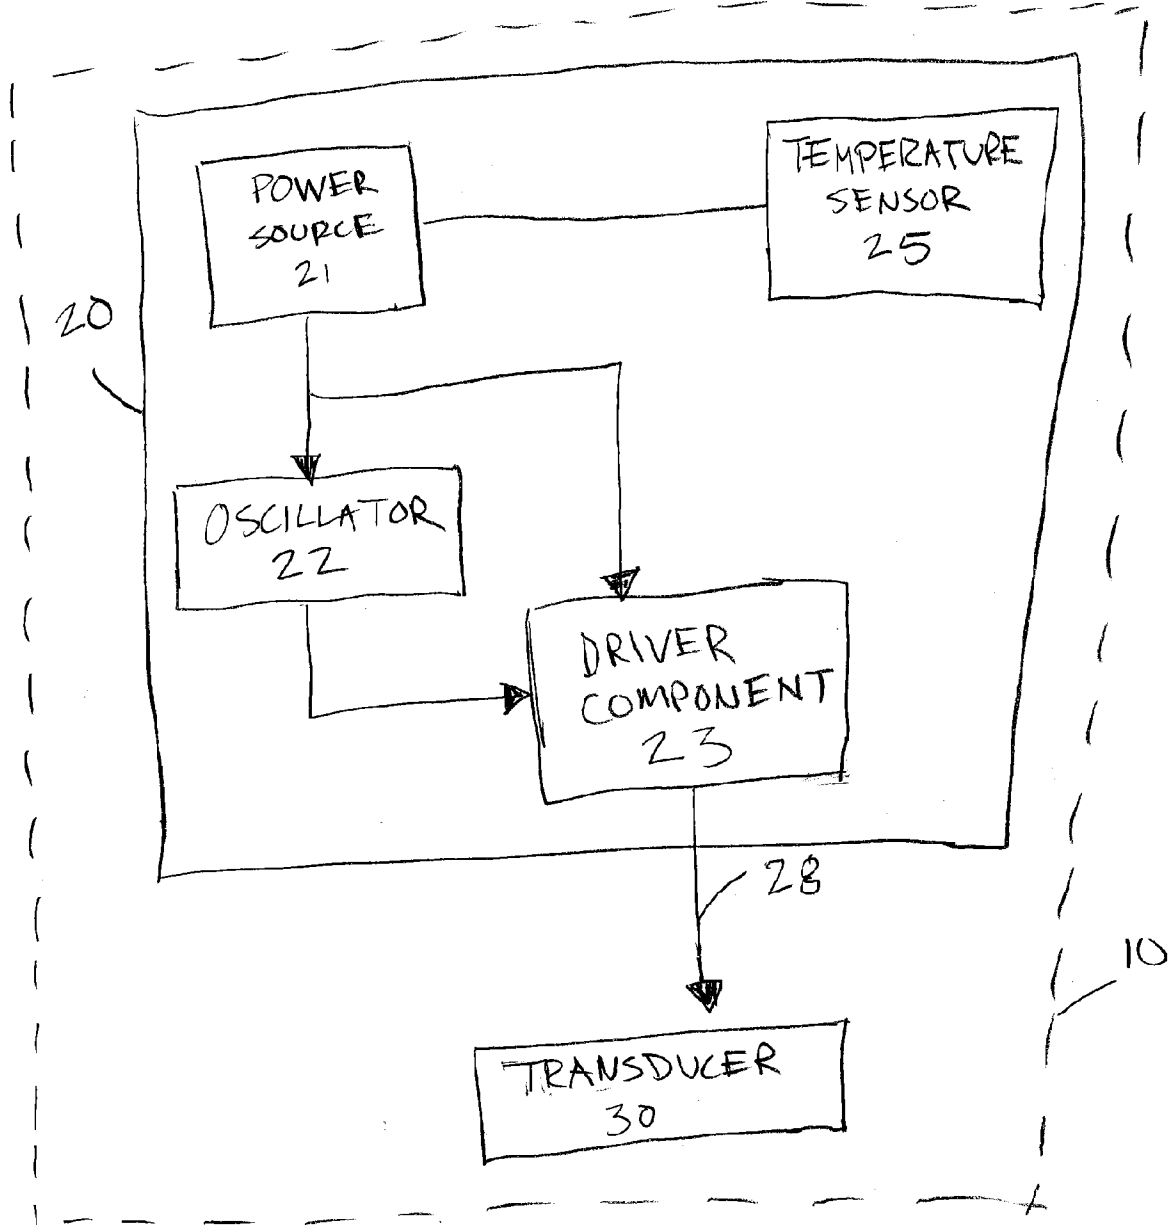 POWER
SOURCE
21
TEMPERATURE
SENSOR
25
20
OSCILLATOR
22
DRIVER
COMPONENT
23
28
10
TRANSDUCER
30